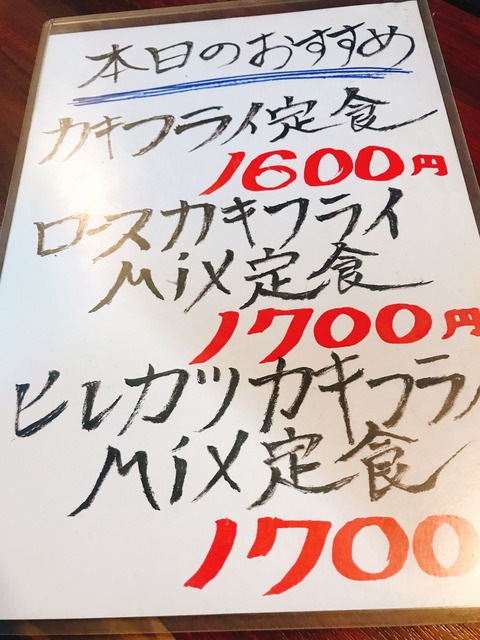 本日のおすすめ
カキフライ定食
1600円
ロースカキフライ
MiX定食
1700円
ヒレカツカキフライ
MiX定食
1700